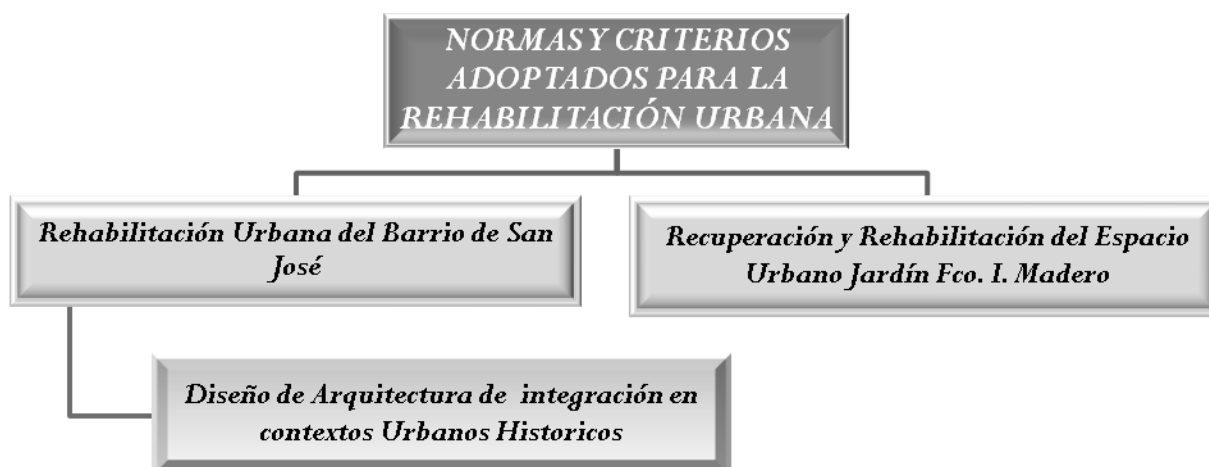 NORMAS Y CRITERIOS
ADOPTADOS PARA LA
REHABILITACIÓN URBANA
Rehabilitación Urbana del Barrio de San
José
Recuperación y Rehabilitación del Espacio
Urbano Jardín Fco. I. Madero
Diseño de Arquitectura de integración en
contextos Urbanos Historicos